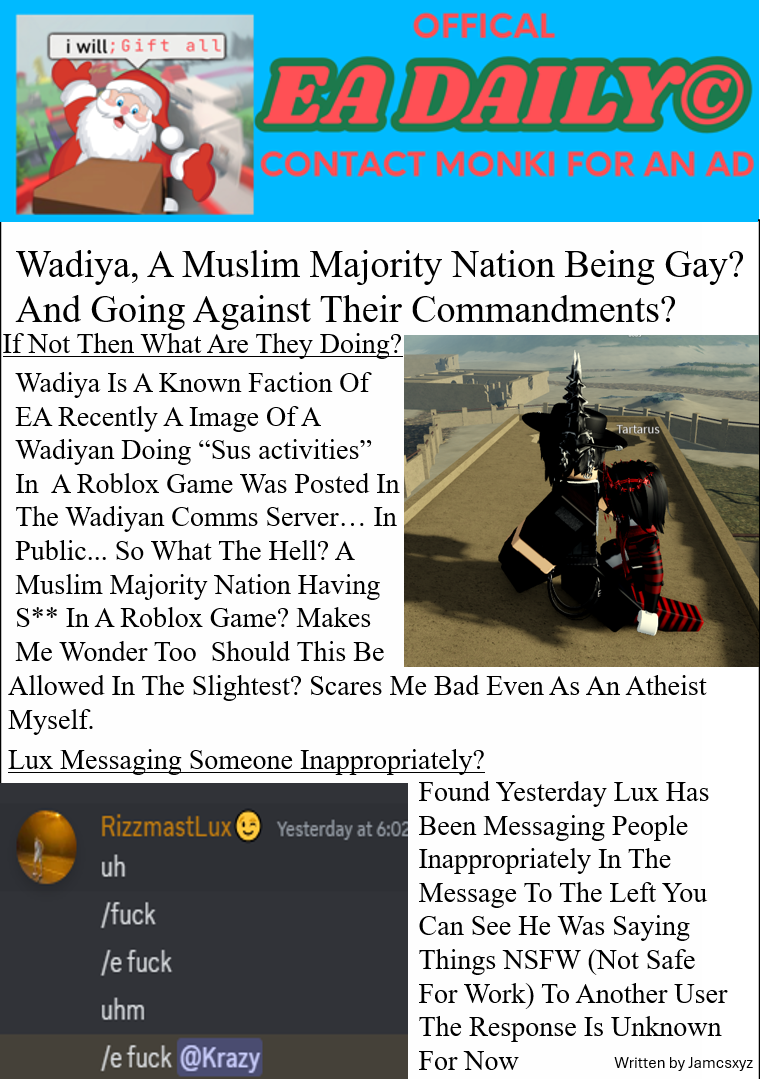 i will;Gift all
OFFICAL
EA DAILY©
CONTACT MONKI FOR AN AD
Wadiya, A Muslim Majority Nation Being Gay?
And Going Against Their Commandments?
If Not Then What Are They Doing?
Wadiya Is A Known Faction Of
EA Recently A Image Of A
Wadiyan Doing “Sus activities”
In  A Roblox Game Was Posted In
The Wadiyan Comms Server… In
Public... So What The Hell? A
Muslim Majority Nation Having
S** In A Roblox Game? Makes
Me Wonder Too  Should This Be
Allowed In The Slightest? Scares Me Bad Even As An Atheist
Myself.
Tartarus
Lux Messaging Someone Inappropriately?
RizzmastLux😉 Yesterday at 6:02
uh
/fuck
/e fuck
uhm
/e fuck @Krazy
Found Yesterday Lux Has
Been Messaging People
Inappropriately In The
Message To The Left You
Can See He Was Saying
Things NSFW (Not Safe
For Work) To Another User
The Response Is Unknown
For Now
Written by Jamcsxyz